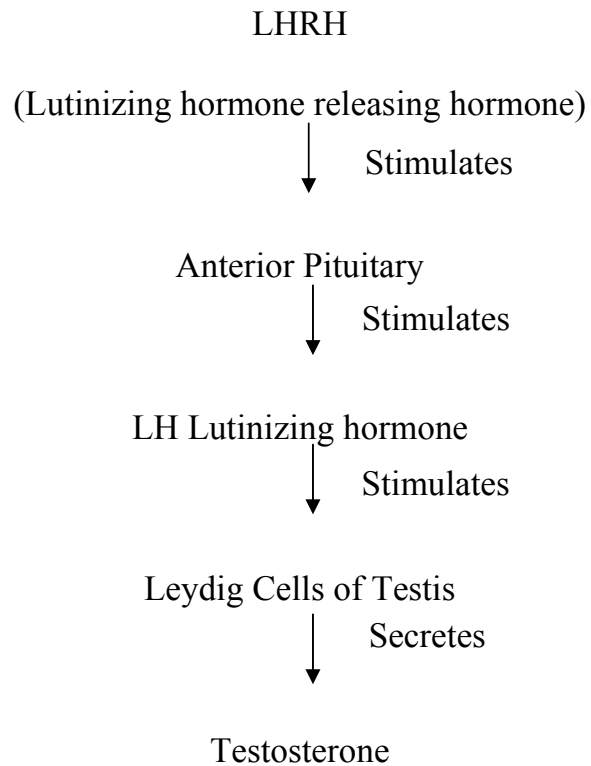 LHRH
(Lutinizing hormone releasing hormone)
Stimulates
Anterior Pituitary
Stimulates
LH Lutinizing hormone
Stimulates
Leydig Cells of Testis
Secretes
Testosterone